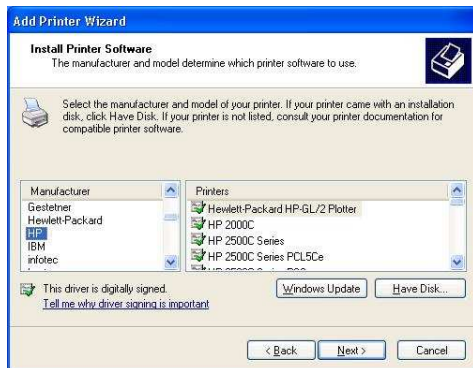 Add Printer Wizard
Install Printer Software
The manufacturer and model determine which printer software to use.
Select the manufacturer and model of your printer. If your printer came with an installation
disk, click Have Disk. If your printer is not listed, consult your printer documentation for
compatible printer software.
Manufacturer
Gestetner
Hewlett-Packard
HP
IBM
infotec
Printers
Hewlett-Packard HP-GL/2 Plotter
HP 2000C
HP 2500C Series
HP 2500C Series PCL5Ce
This driver is digitally signed.
Tell me why driver signing is important
Windows Update
Have Disk...
< Back
Next >
Cancel